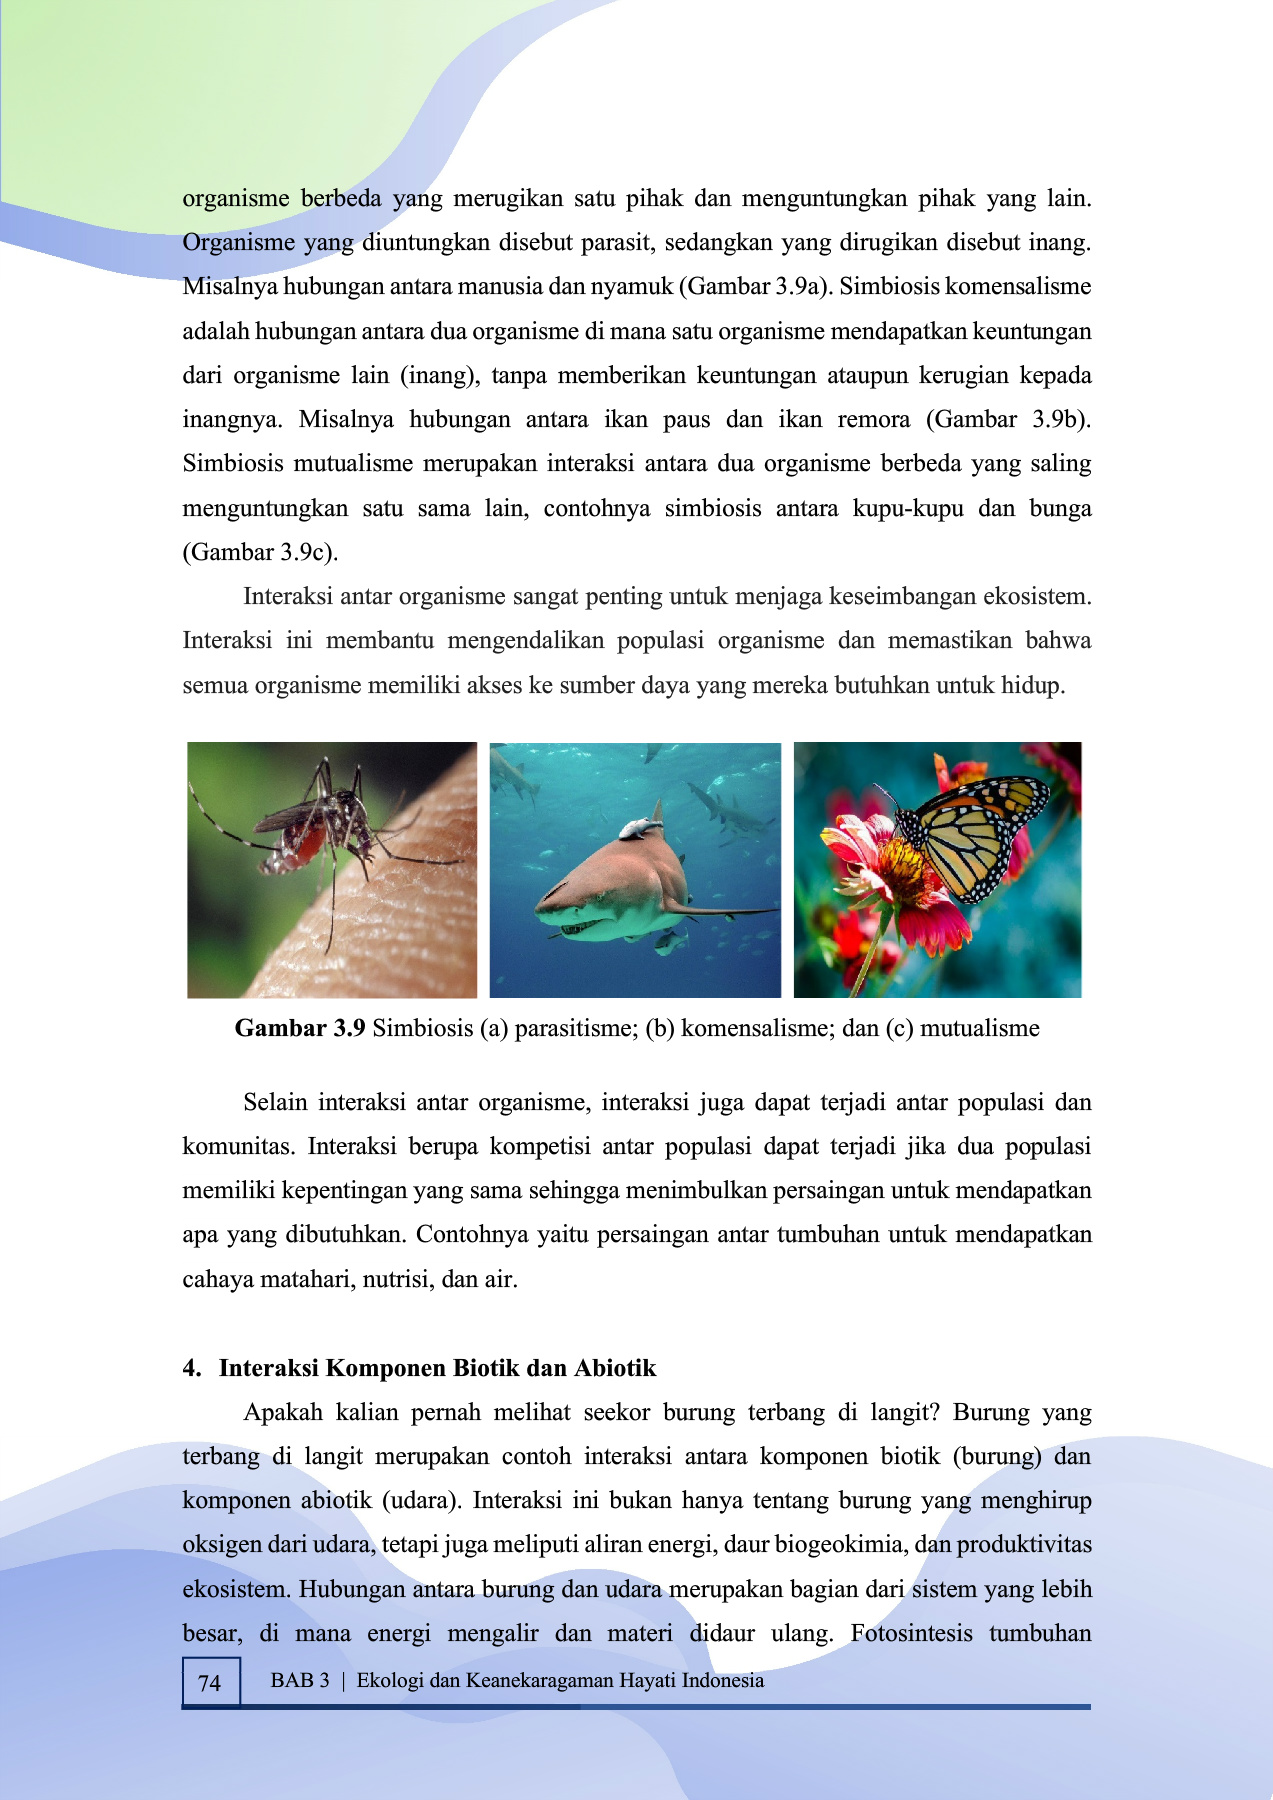 organisme berbeda yang merugikan satu pihak dan menguntungkan pihak yang lain.
Organisme yang diuntungkan disebut parasit, sedangkan yang dirugikan disebut inang.
Misalnya hubungan antara manusia dan nyamuk (Gambar 3.9a). Simbiosis komensalisme
adalah hubungan antara dua organisme di mana satu organisme mendapatkan keuntungan
dari organisme lain (inang), tanpa memberikan keuntungan ataupun kerugian kepada
inangnya. Misalnya hubungan antara ikan paus dan ikan remora (Gambar 3.9b).
Simbiosis mutualisme merupakan interaksi antara dua organisme berbeda yang saling
menguntungkan satu sama lain, contohnya simbiosis antara kupu-kupu dan bunga
(Gambar 3.9c).
Interaksi antar organisme sangat penting untuk menjaga keseimbangan ekosistem.
Interaksi ini membantu mengendalikan populasi organisme dan memastikan bahwa
semua organisme memiliki akses ke sumber daya yang mereka butuhkan untuk hidup.
Gambar 3.9 Simbiosis (a) parasitisme; (b) komensalisme; dan (c) mutualisme
Selain interaksi antar organisme, interaksi juga dapat terjadi antar populasi dan
komunitas. Interaksi berupa kompetisi antar populasi dapat terjadi jika dua populasi
memiliki kepentingan yang sama sehingga menimbulkan persaingan untuk mendapatkan
apa yang dibutuhkan. Contohnya yaitu persaingan antar tumbuhan untuk mendapatkan
cahaya matahari, nutrisi, dan air.
4. Interaksi Komponen Biotik dan Abiotik
Apakah kalian pernah melihat seekor burung terbang di langit? Burung yang
terbang di langit merupakan contoh interaksi antara komponen biotik (burung) dan
komponen abiotik (udara). Interaksi ini bukan hanya tentang burung yang menghirup
oksigen dari udara, tetapi juga meliputi aliran energi, daur biogeokimia, dan produktivitas
ekosistem. Hubungan antara burung dan udara merupakan bagian dari sistem yang lebih
besar, di mana energi mengalir dan materi didaur ulang. Fotosintesis tumbuhan
74 BAB 3 | Ekologi dan Keanekaragaman Hayati Indonesia